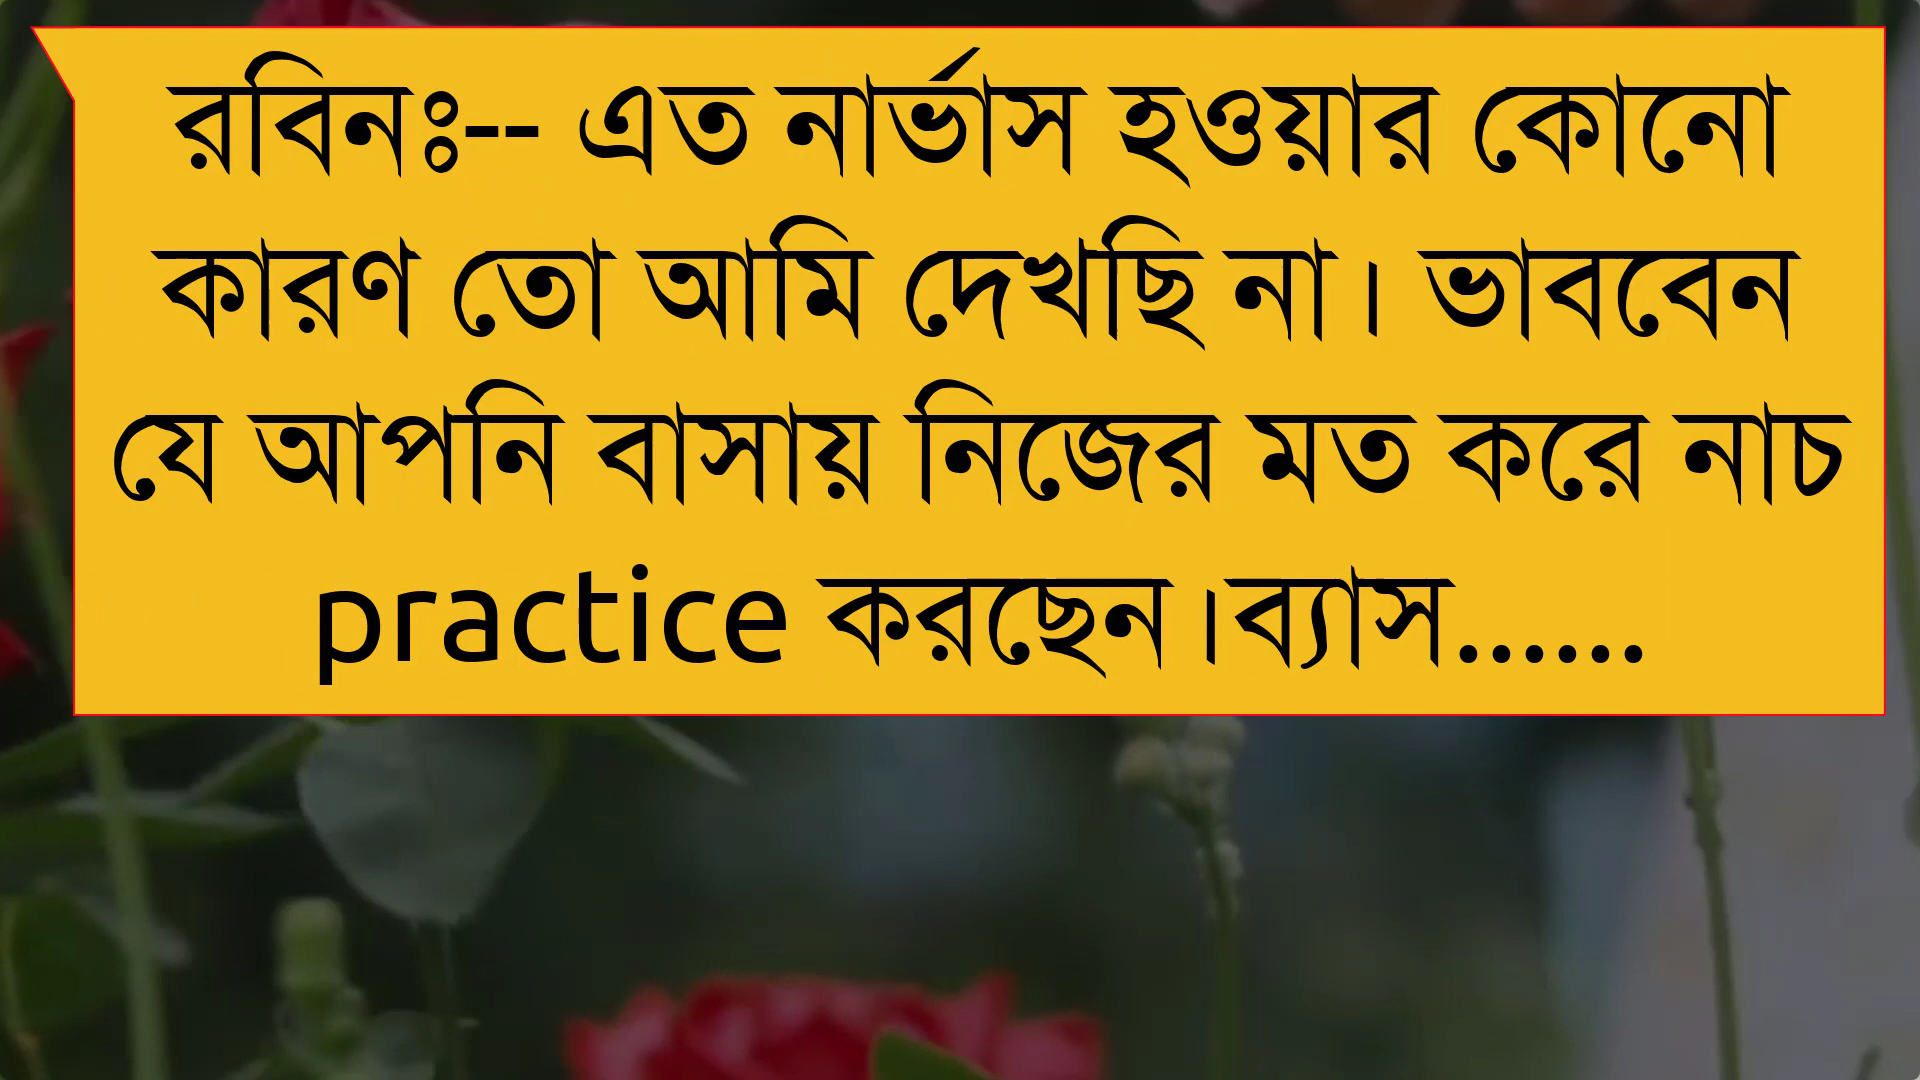 রবিনঃ-- এত নার্ভাস হওয়ার কোনো
কারণ তো আমি দেখছি না। ভাববেন
যে আপনি বাসায় নিজের মত করে নাচ
practice করছেন।ব্যাস......